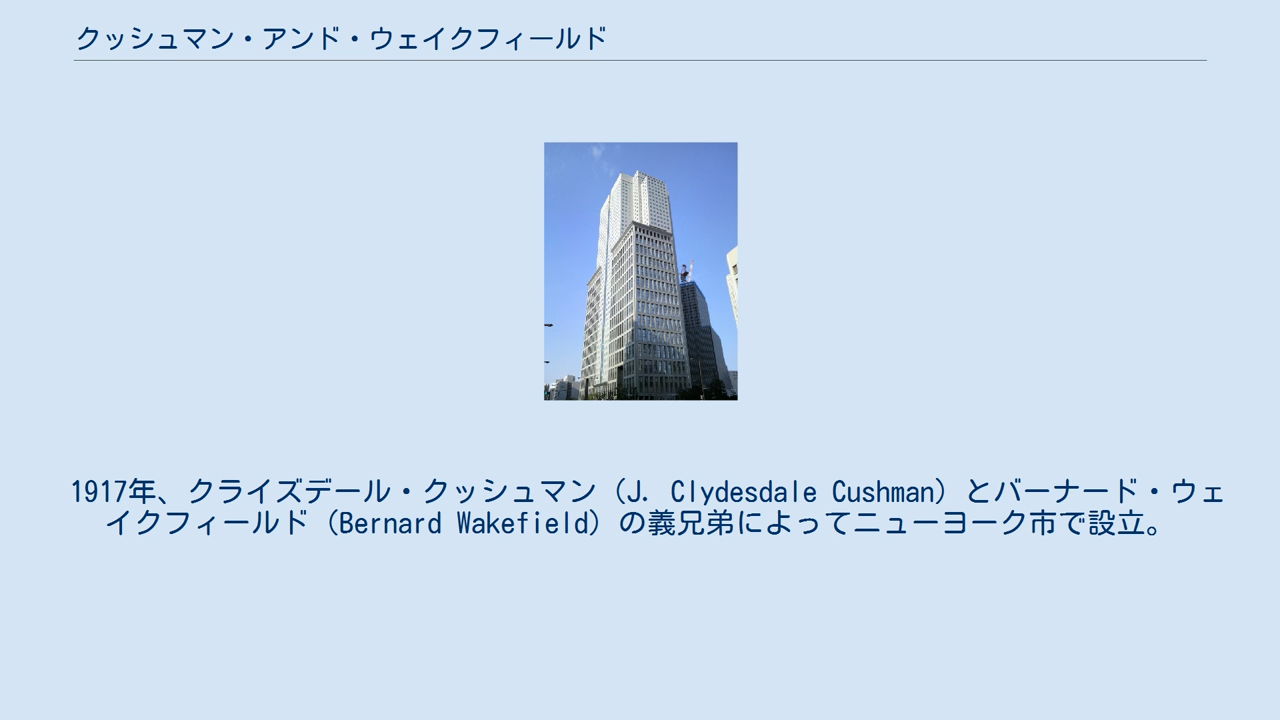 クッシュマン・アンド・ウェイクフィールド
1917年、クライズデール・クッシュマン（J. Clydesdale Cushman）とバーナード・ウェ
イクフィールド（Bernard Wakefield）の義兄弟によってニューヨーク市で設立。